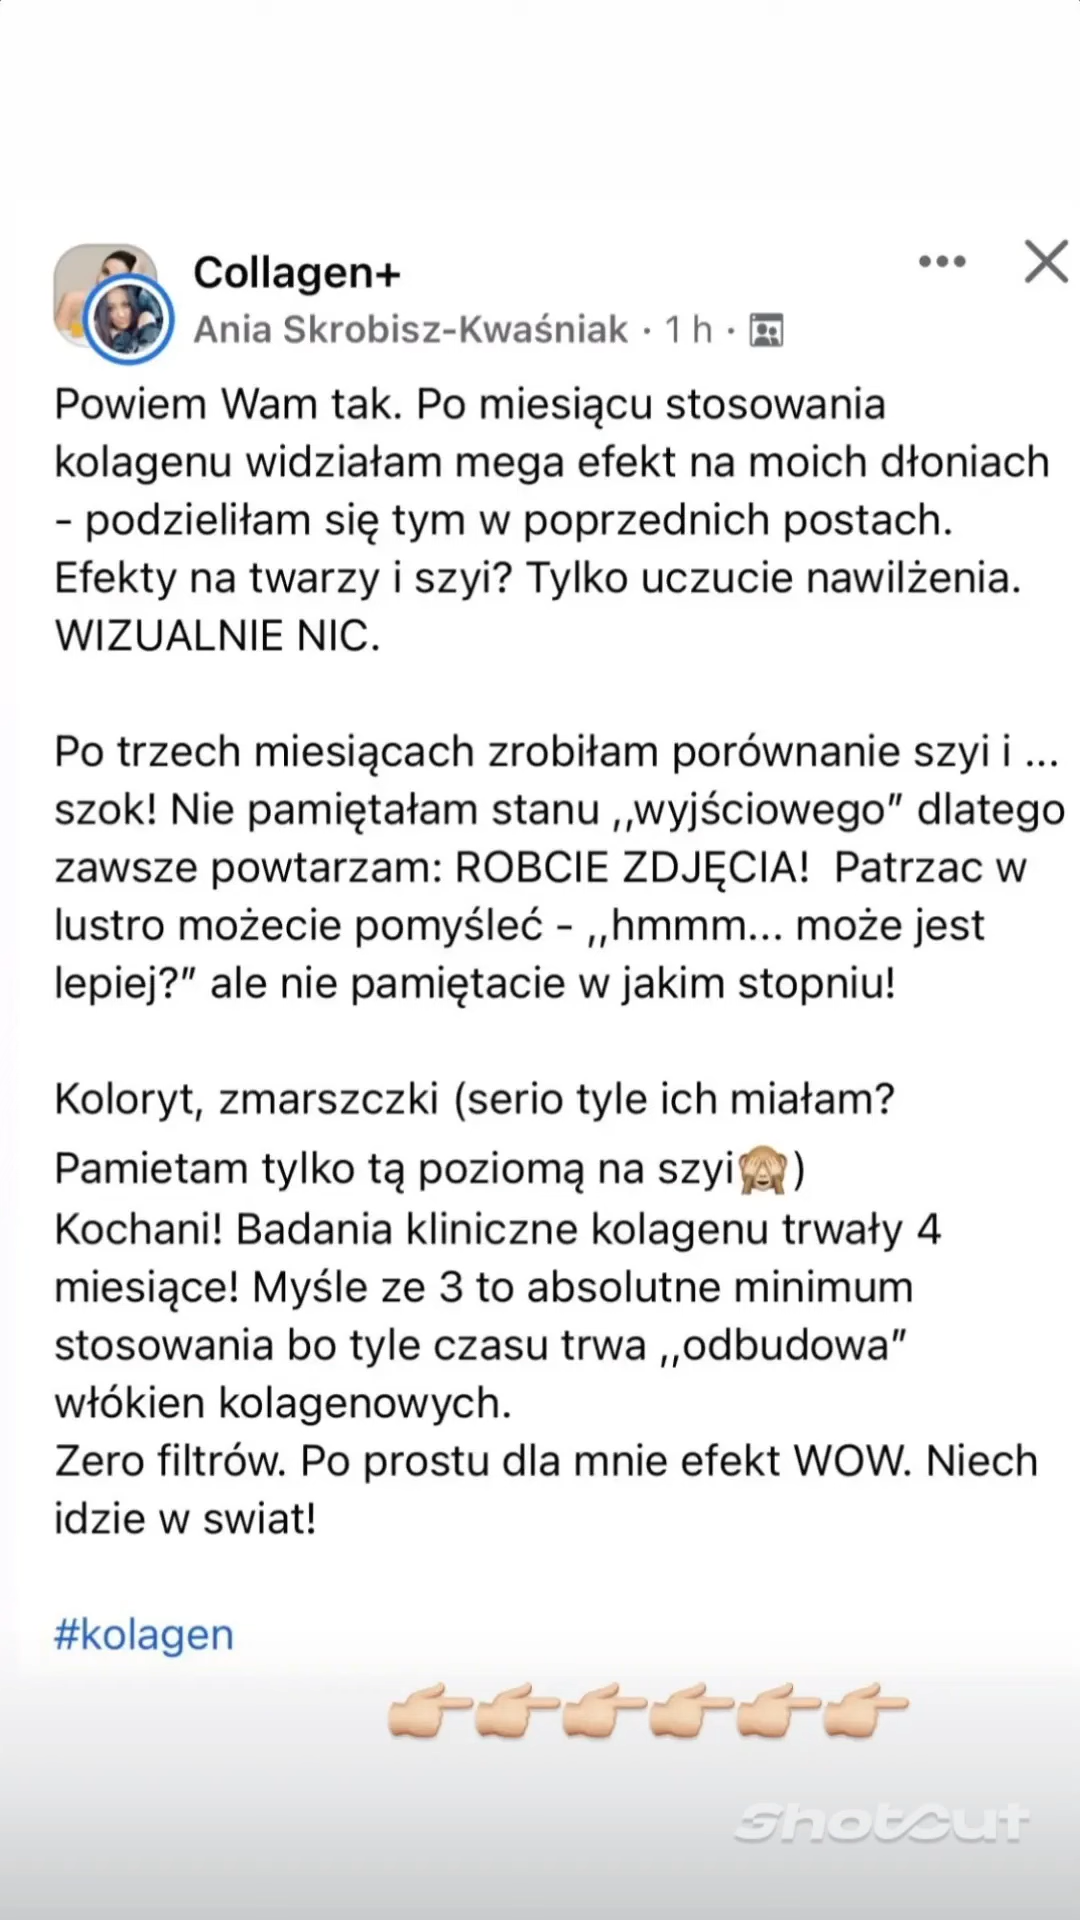 Collagen+
Ania Skrobisz-Kwaśniak · 1 h ·
Powiem Wam tak. Po miesiącu stosowania
kolagenu widziałam mega efekt na moich dłoniach
- podzieliłam się tym w poprzednich postach.
Efekty na twarzy i szyi? Tylko uczucie nawilżenia.
WIZUALNIE NIC.

Po trzech miesiącach zrobiłam porównanie szyi i ...
szok! Nie pamiętałam stanu ,,wyjściowego” dlatego
zawsze powtarzam: ROBCIE ZDJĘCIA!  Patrzac w
lustro możecie pomyśleć - ,,hmmm... może jest
lepiej?” ale nie pamiętacie w jakim stopniu!

Koloryt, zmarszczki (serio tyle ich miałam?
Pamietam tylko tą poziomą na szyi🙈)
Kochani! Badania kliniczne kolagenu trwały 4
miesiące! Myśle ze 3 to absolutne minimum
stosowania bo tyle czasu trwa ,,odbudowa”
włókien kolagenowych.
Zero filtrów. Po prostu dla mnie efekt WOW. Niech
idzie w swiat!

#kolagen
👉🏻👉🏻👉🏻👉🏻👉🏻👉🏻
ShotCut